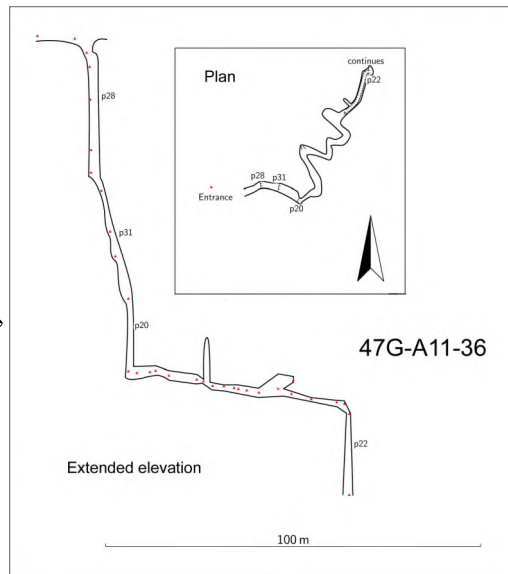 p28
p31
p20
Plan
continues
p22
p28
p31
Entrance
p20
47G-A11-36
p22
Extended elevation
100 m